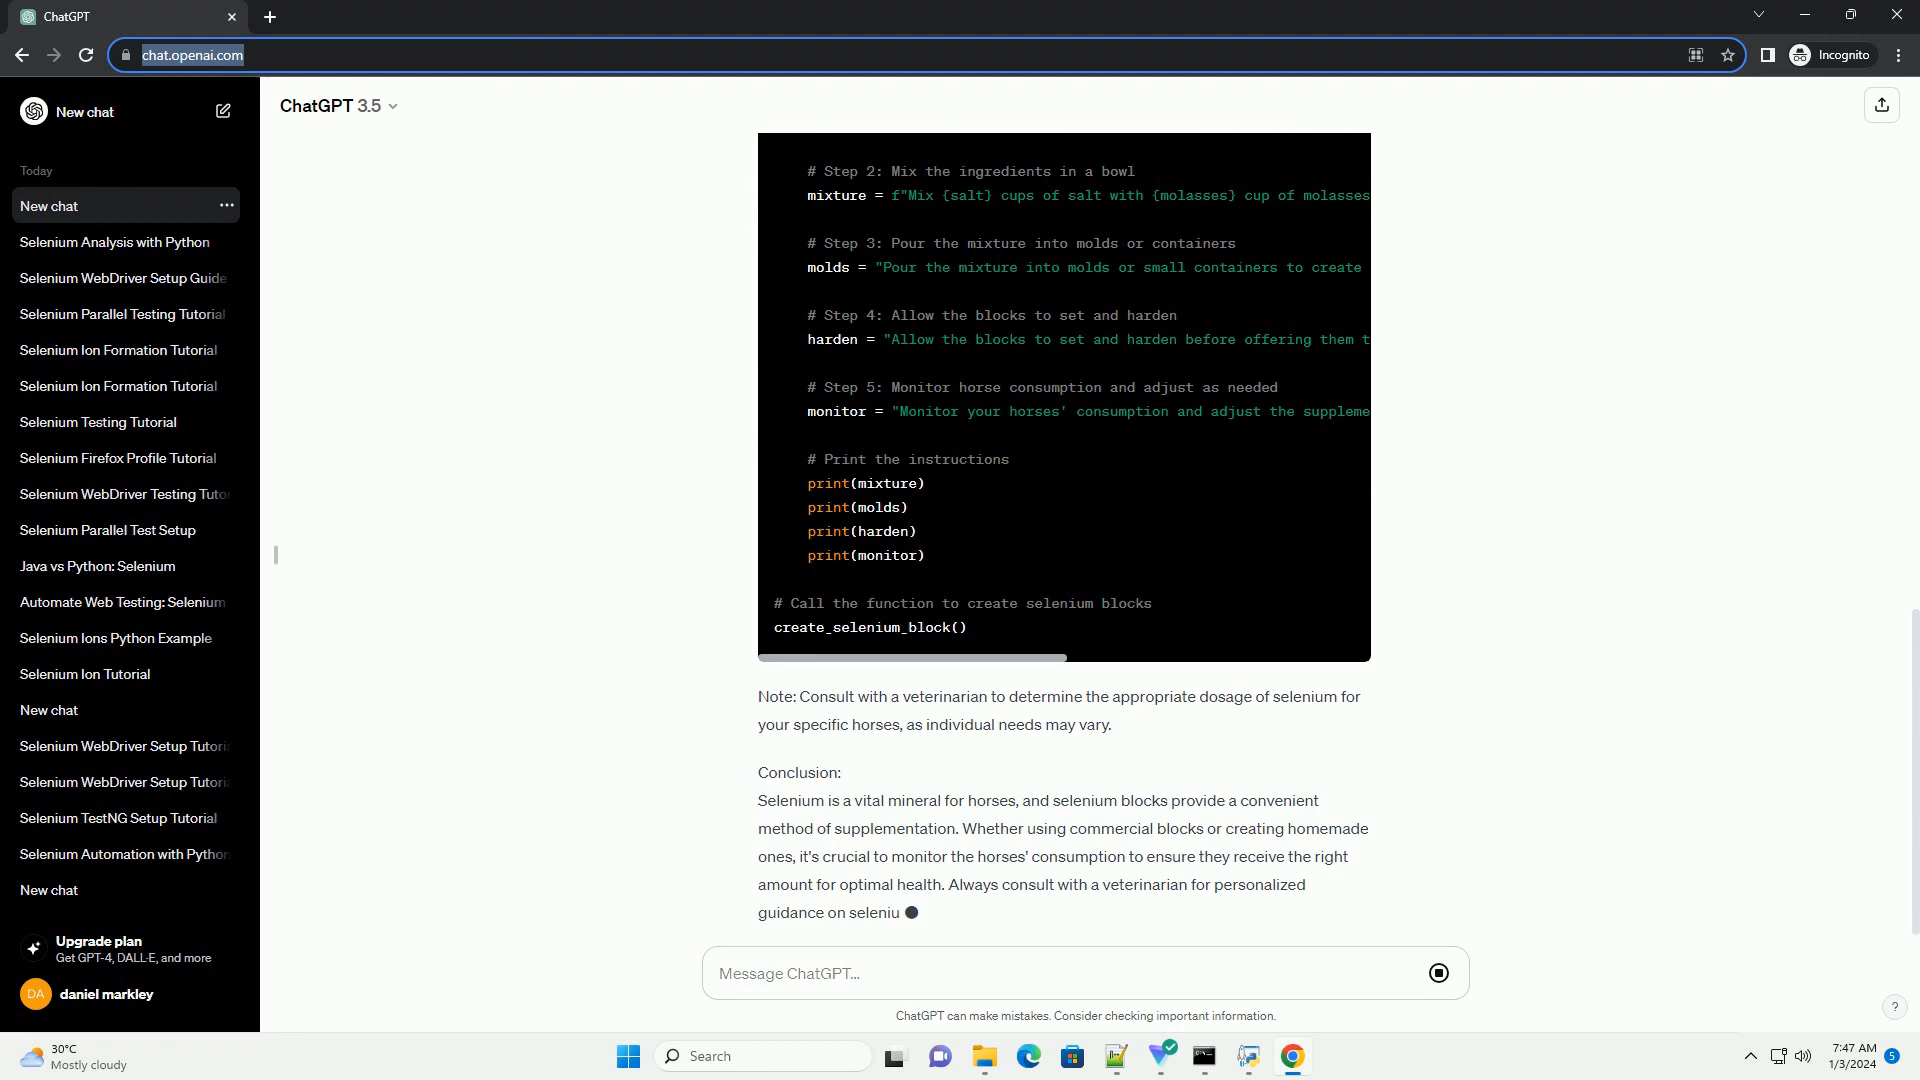 ChatGPT
chat.openai.com
Incognito
New chat
Today
New chat
Selenium Analysis with Python
Selenium WebDriver Setup Guide
Selenium Parallel Testing Tutorial
Selenium Ion Formation Tutorial
Selenium Ion Formation Tutorial
Selenium Testing Tutorial
Selenium Firefox Profile Tutorial
Selenium WebDriver Testing Tuto
Selenium Parallel Test Setup
Java vs Python: Selenium
Automate Web Testing: Selenium
Selenium Ions Python Example
Selenium Ion Tutorial
New chat
Selenium WebDriver Setup Tutori
Selenium WebDriver Setup Tutori
Selenium TestNG Setup Tutorial
Selenium Automation with Python
New chat
Upgrade plan
Get GPT-4, DALL·E, and more
DA
daniel markley
ChatGPT 3.5
# Step 2: Mix the ingredients in a bowl
mixture = f"Mix {salt} cups of salt with {molasses} cup of molasses
# Step 3: Pour the mixture into molds or containers
molds = "Pour the mixture into molds or small containers to create
# Step 4: Allow the blocks to set and harden
harden = "Allow the blocks to set and harden before offering them t
# Step 5: Monitor horse consumption and adjust as needed
monitor = "Monitor your horses' consumption and adjust the suppleme
# Print the instructions
print(mixture)
print(molds)
print(harden)
print(monitor)
# Call the function to create selenium blocks
create_selenium_block()
Note: Consult with a veterinarian to determine the appropriate dosage of selenium for
your specific horses, as individual needs may vary.
Conclusion:
Selenium is a vital mineral for horses, and selenium blocks provide a convenient
method of supplementation. Whether using commercial blocks or creating homemade
ones, it's crucial to monitor the horses' consumption to ensure they receive the right
amount for optimal health. Always consult with a veterinarian for personalized
guidance on seleniu
Message ChatGPT...
ChatGPT can make mistakes. Consider checking important information.
?
30°C
Mostly cloudy
Search
7:47 AM
1/3/2024
5